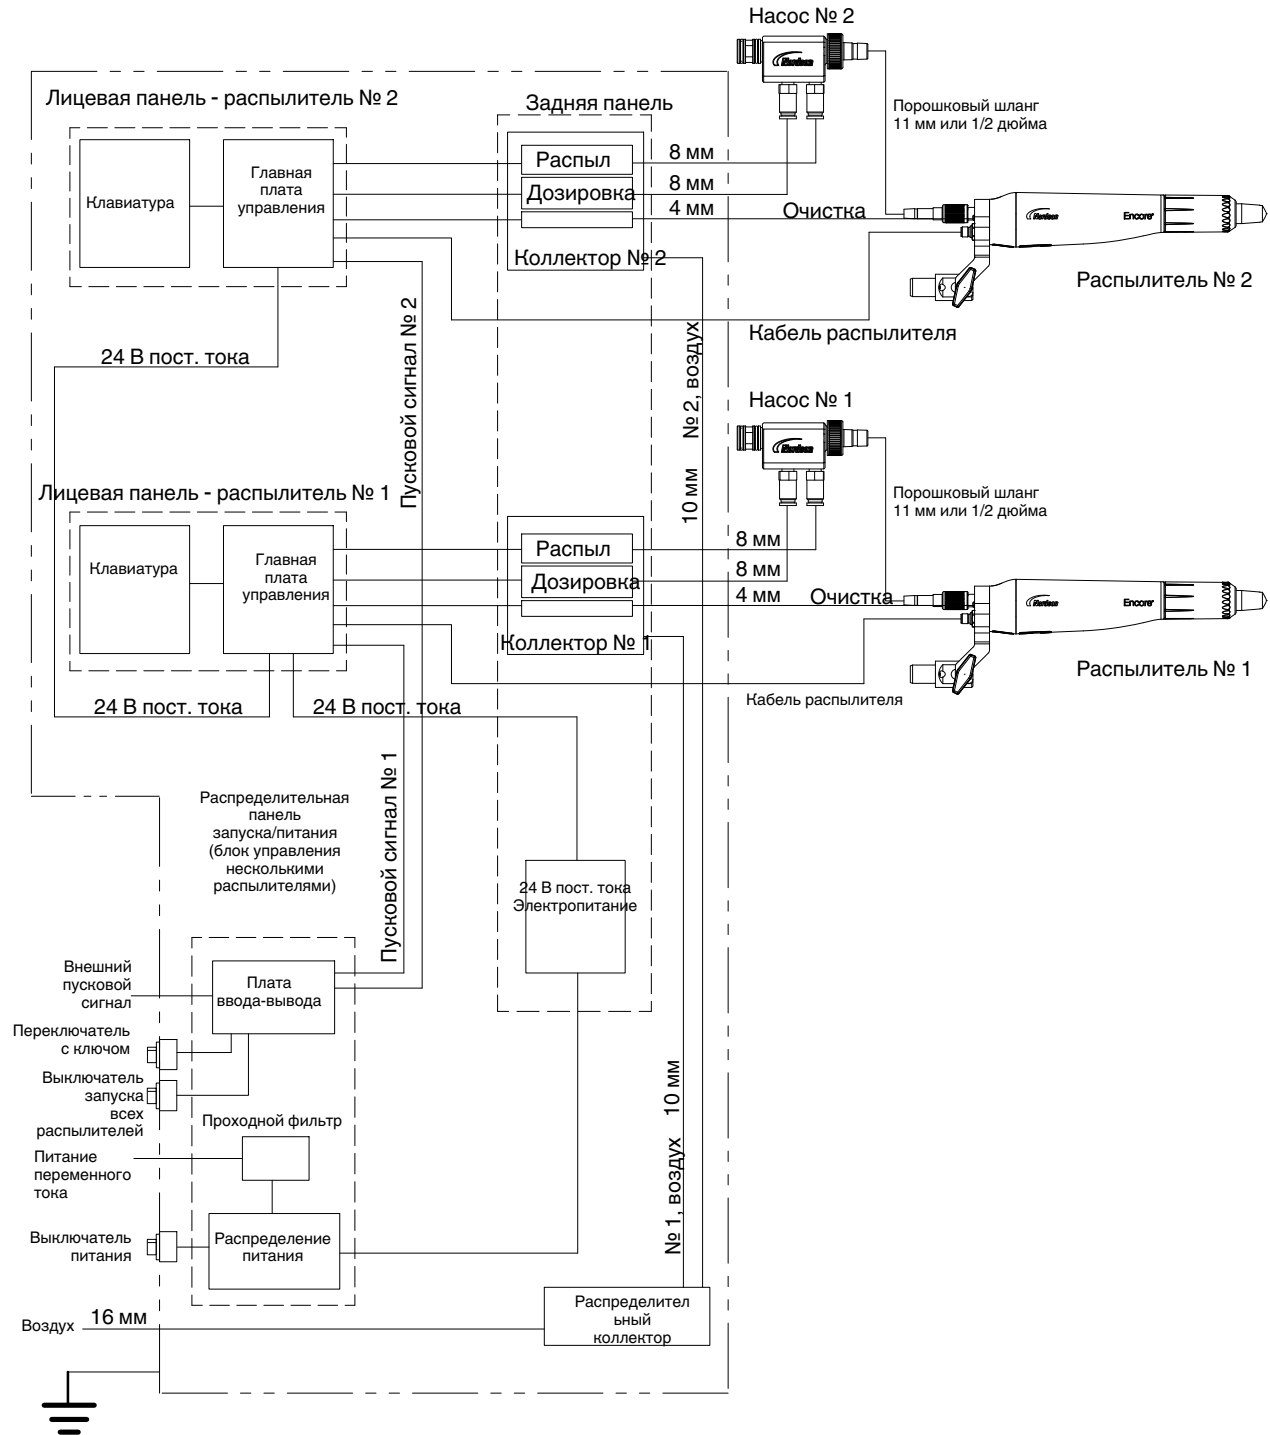 Насос № 2
Nordson
Порошковый шланг
11 мм или 1/2 дюйма
Лицевая панель - распылитель № 2
Задняя панель
Клавиатура
Главная
плата
управления
Распыл
Дозировка
Коллектор № 2
8 мм
8 мм
4 мм
Очистка
Nordson
Encore
Распылитель № 2
Кабель распылителя
24 В пост. тока
Пусковой сигнал № 2
10 мм № 2, воздух
Насос № 1
Nordson
Порошковый шланг
11 мм или 1/2 дюйма
Лицевая панель - распылитель № 1
Клавиатура
Главная
плата
управления
Распыл
Дозировка
Коллектор № 1
8 мм
8 мм
4 мм
Очистка
Nordson
Encore
Распылитель № 1
Кабель распылителя
24 В пост. тока
24 В пост. тока
Пусковой сигнал № 1
Распределительная
панель
запуска/питания
(блок управления
несколькими
распылителями)
24 В пост. тока
Электропитание
Внешний
пусковой
сигнал
Плата
ввода-вывода
Переключатель
с ключом
Выключатель
запуска
всех
распылителей
Проходной фильтр
Питание
переменного
тока
Выключатель
питания
Распределение
питания
№ 1, воздух 10 мм
Воздух
16 мм
Распределител
ьный
коллектор